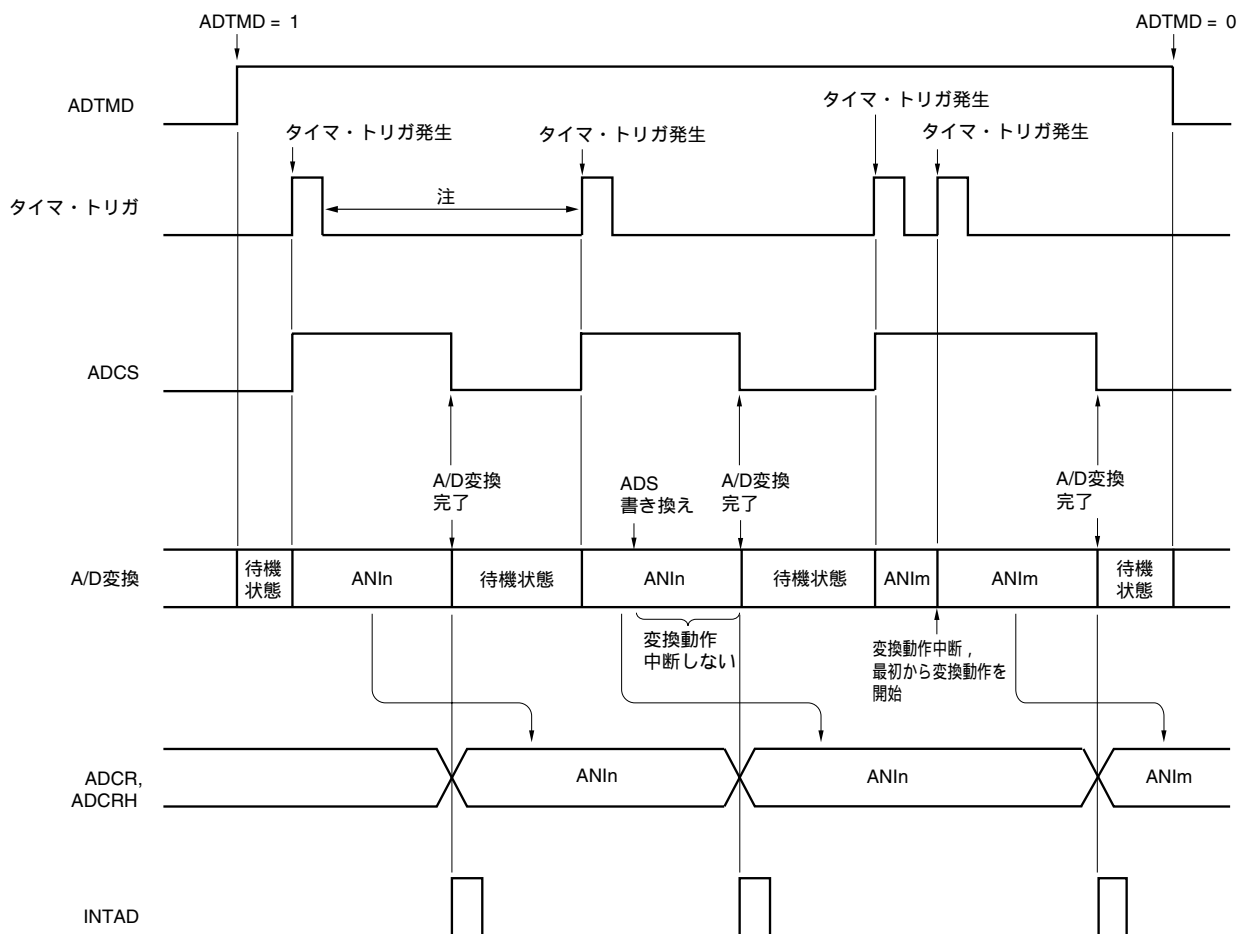 ADTMD = 1
ADTMD = 0
ADTMD
タイマ・トリガ発生
タイマ・トリガ発生
タイマ・トリガ発生
タイマ・トリガ発生
タイマ・トリガ
注
ADCS
A/D変換
完了
ADS
書き換え
A/D変換
完了
A/D変換
完了
A/D変換
待機
状態
ANIn
待機状態
ANIn
待機状態
ANIm
ANIm
待機
状態
変換動作
中断しない
変換動作中断，
最初から変換動作を
開始
ADCR,
ADCRH
ANIn
ANIn
ANIm
INTAD